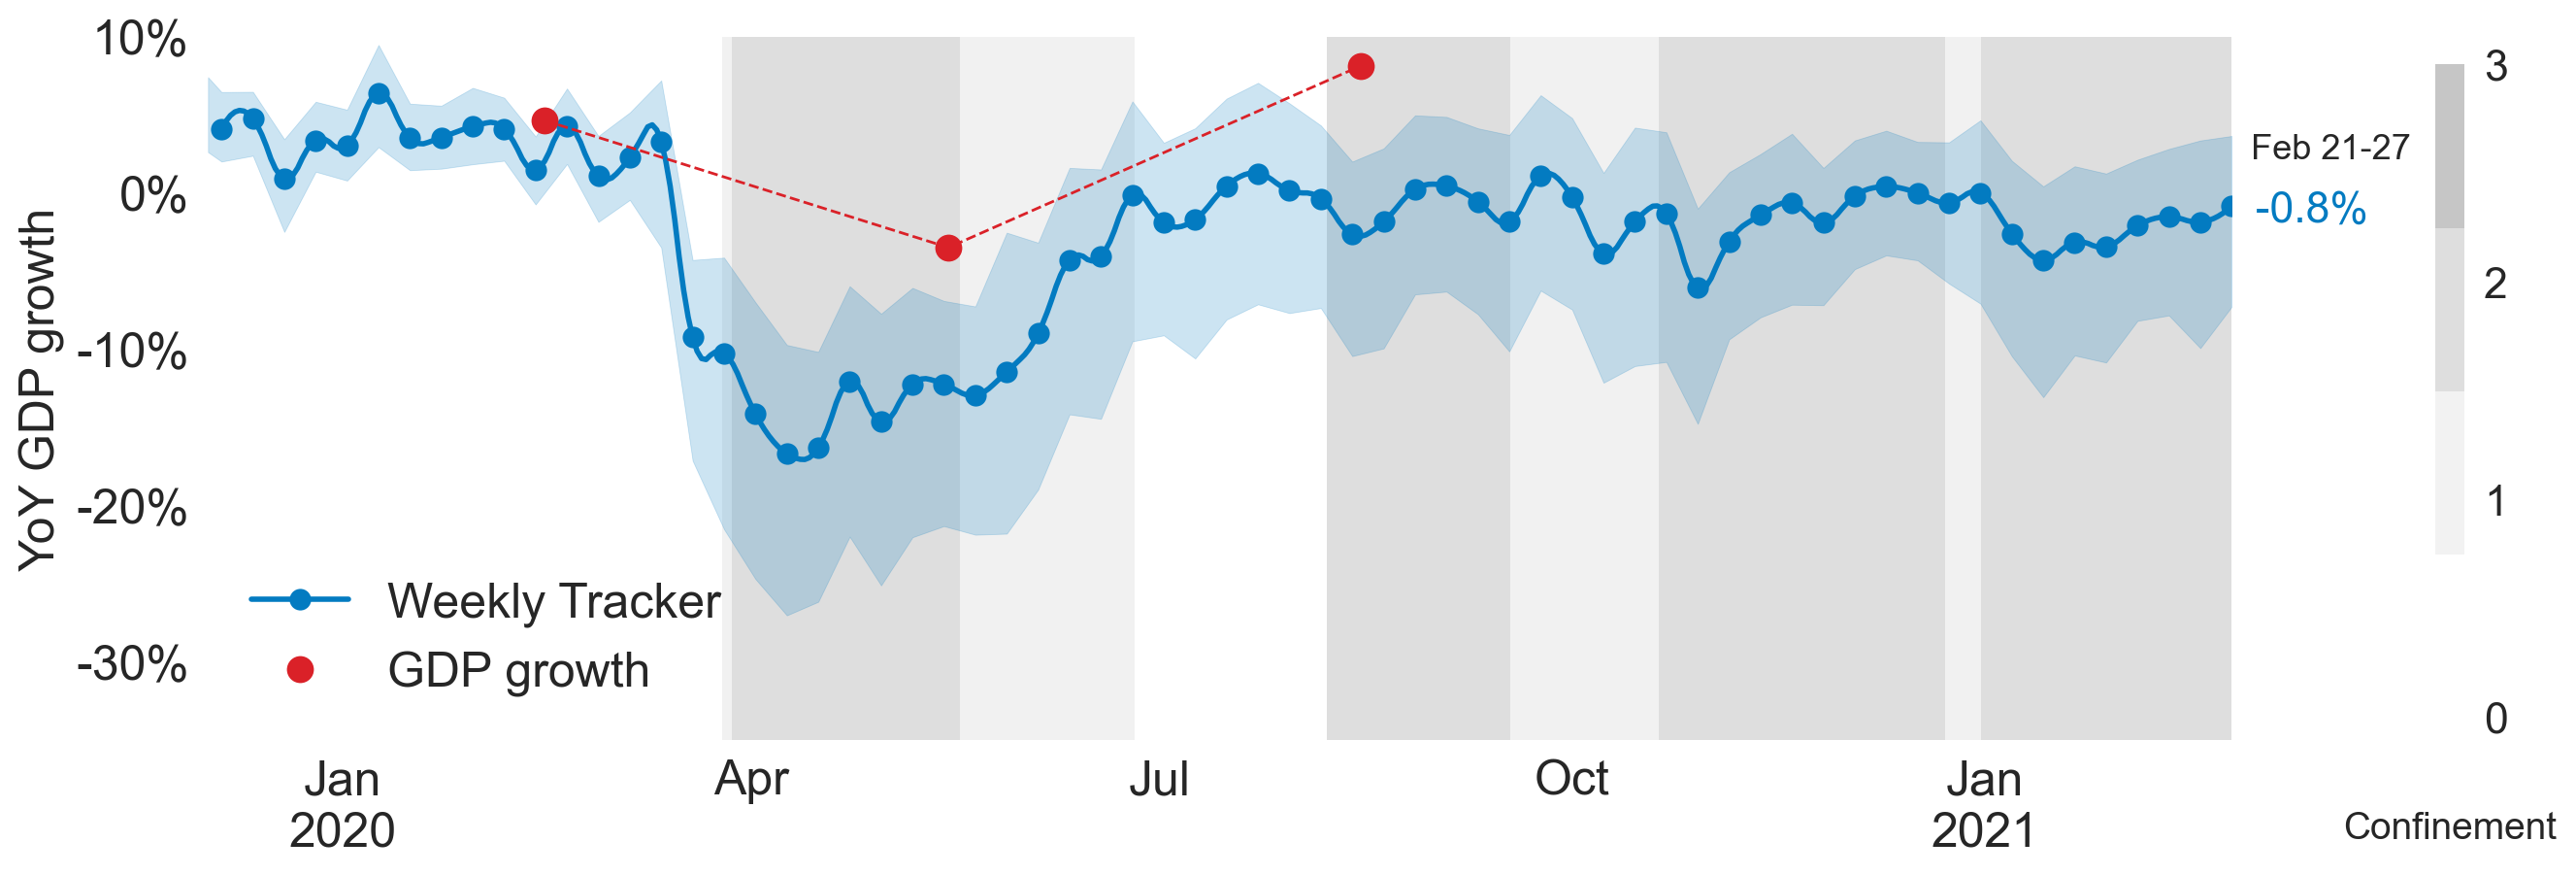 YoY GDP growth
10%
0%
-10%
-20%
-30%
Weekly Tracker
GDP growth
Jan
2020
Apr
Jul
Oct
Jan
2021
Feb 21-27
-0.8%
3
2
1
0
Confinement